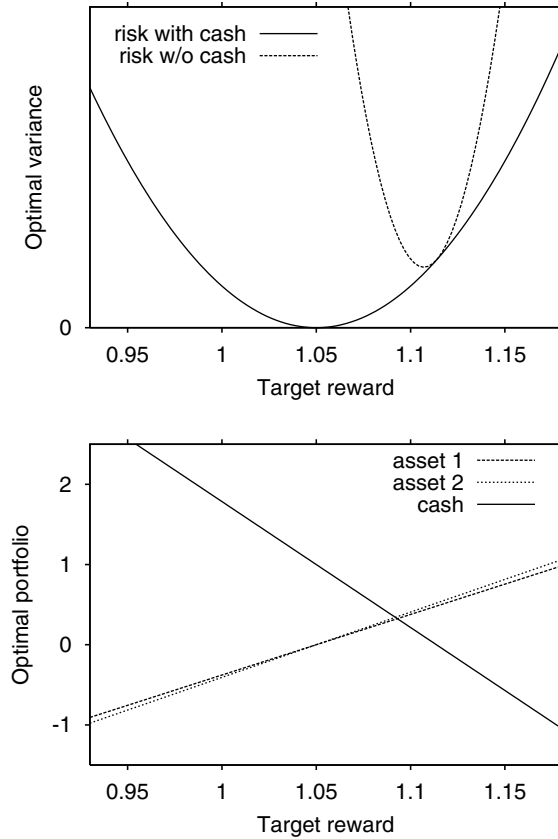 risk with cash
risk w/o cash
Optimal variance
0
0.95 1 1.05 1.1 1.15
Target reward
asset 1
asset 2
cash
Optimal portfolio
2
1
0
-1
0.95 1 1.05 1.1 1.15
Target reward